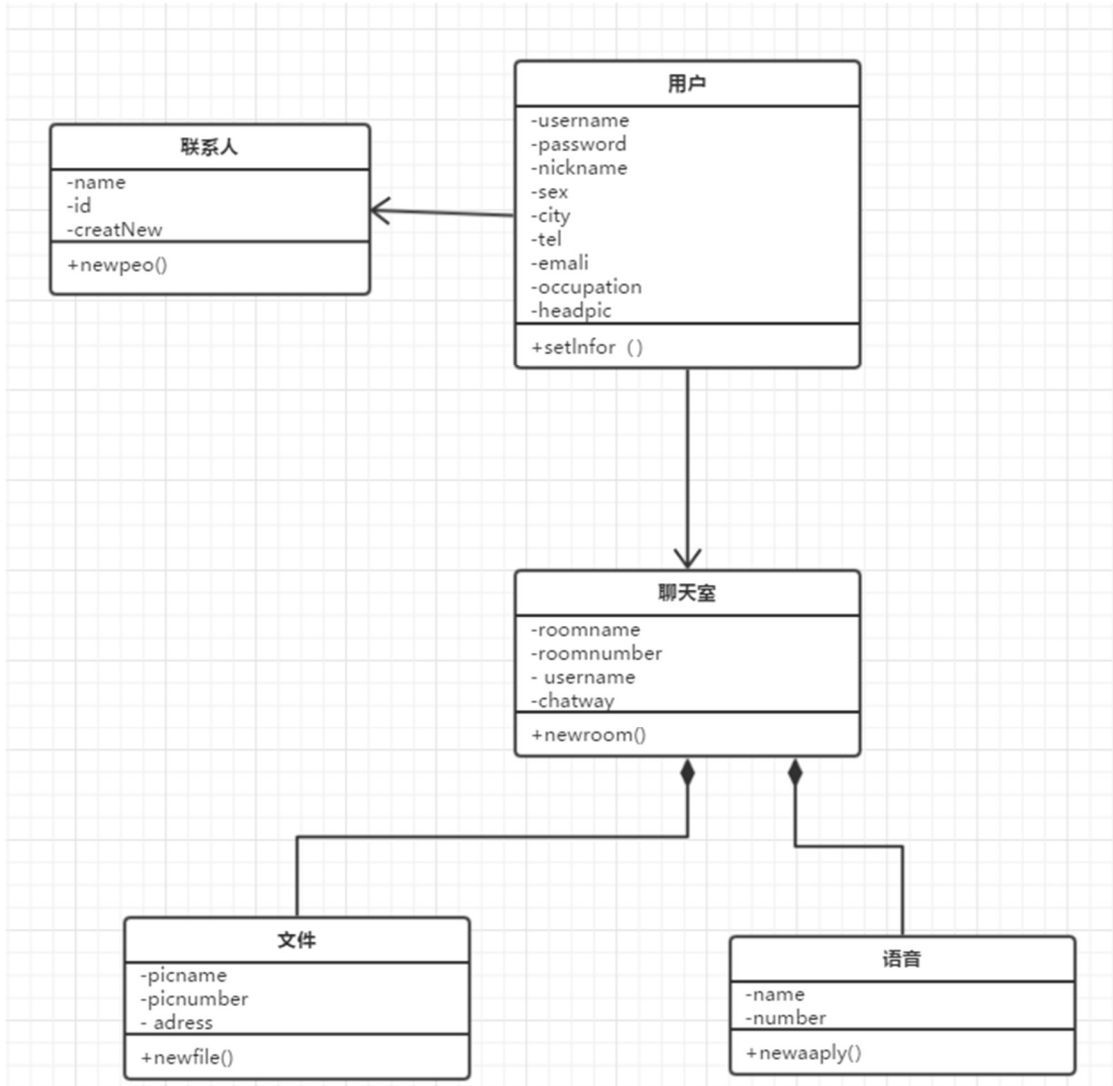 用户
-username
-password
-nickname
-sex
-city
-tel
-emali
-occupation
-headpic
+setInfor（）
联系人
-name
-id
-creatNew
+newpeo()
聊天室
-roomname
-roomnumber
- username
-chatway
+newroom()
文件
-picname
-picnumber
- adress
+newfile()
语音
-name
-number
+newaaply()